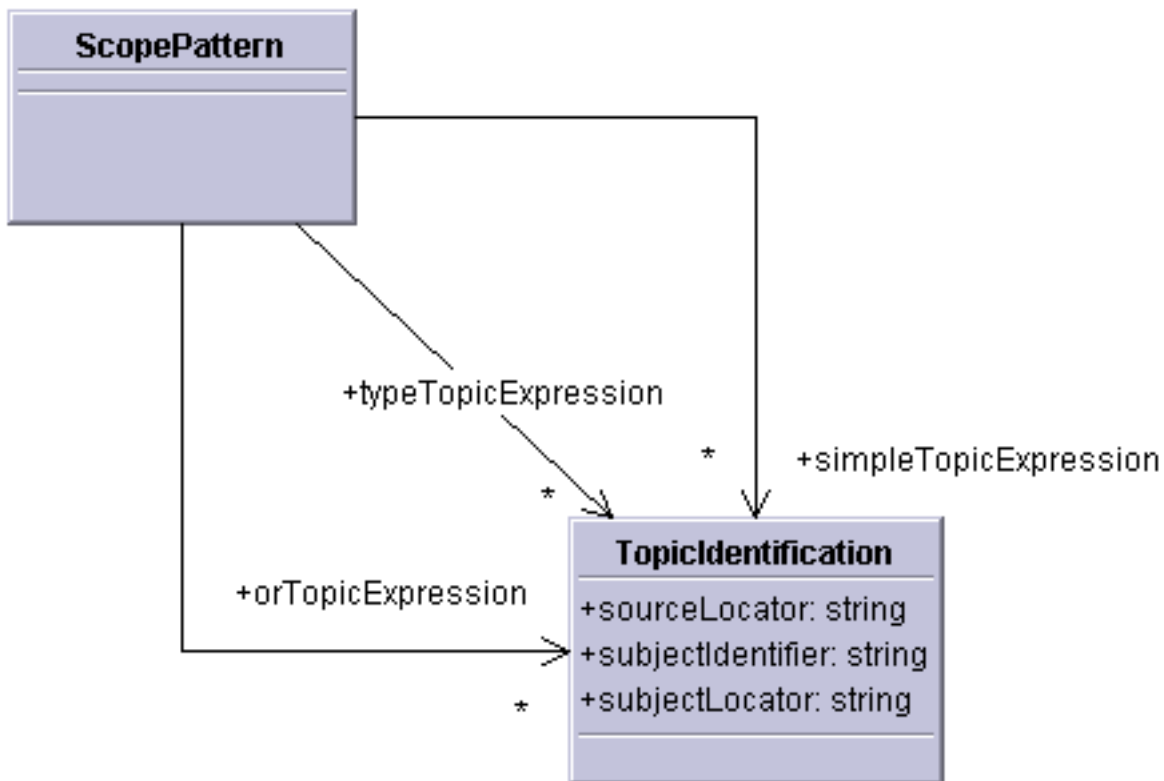 ScopePattern
+typeTopicExpression
*
+simpleTopicExpression
*
TopicIdentification
+orTopicExpression
+sourceLocator: string
+subjectIdentifier: string
+subjectLocator: string
*